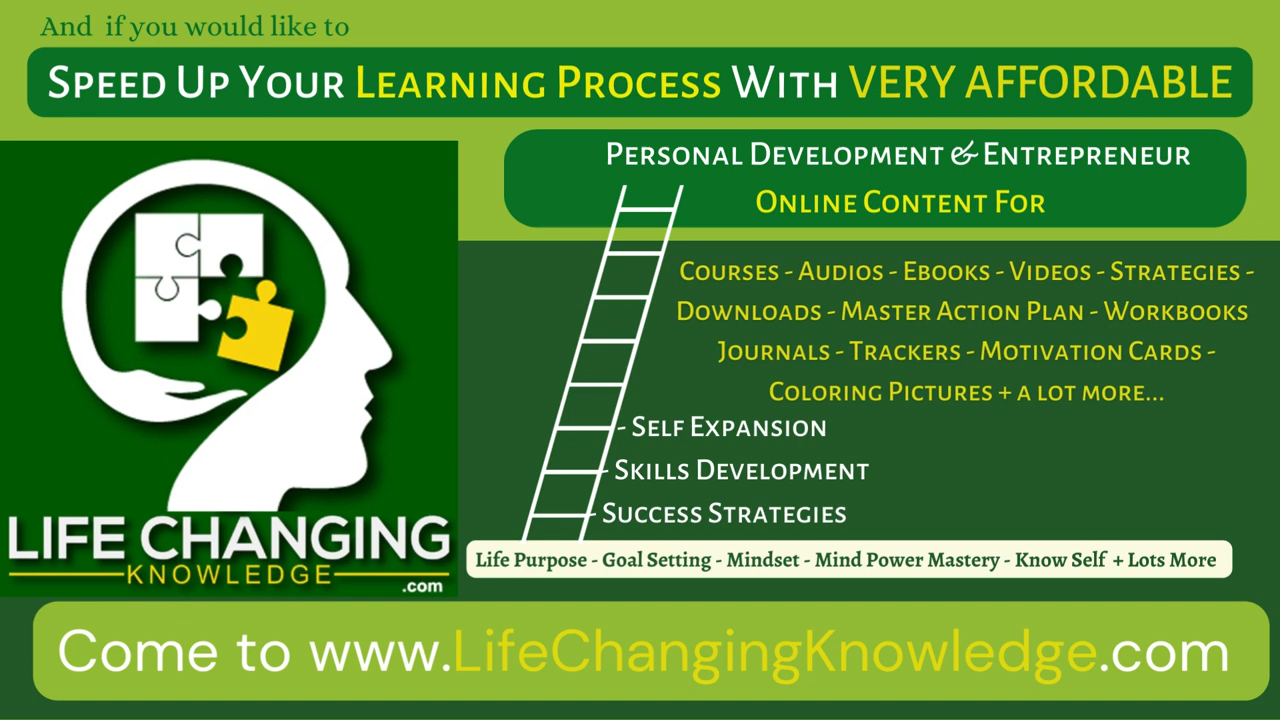 And if you would like to
Speed Up Your Learning Process With VERY AFFORDABLE
Personal Development & Entrepreneur
Online Content For
Courses - Audios - Ebooks - Videos - Strategies -
Downloads - Master Action Plan - Workbooks
Journals - Trackers - Motivation Cards -
Coloring Pictures + a lot more...
- Self Expansion
- Skills Development
- Success Strategies
LIFE CHANGING
KNOWLEDGE
.com
Life Purpose - Goal Setting - Mindset - Mind Power Mastery - Know Self + Lots More
Come to www.LifeChangingKnowledge.com